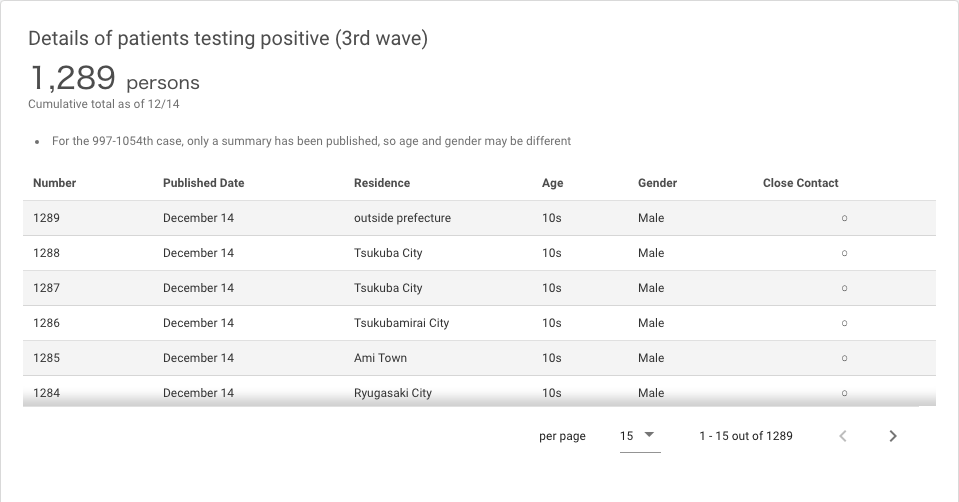 Details of patients testing positive (3rd wave)
1,289 persons
Cumulative total as of 12/14
• For the 997-1054th case, only a summary has been published, so age and gender may be different
Number Published Date Residence Age Gender Close Contact
1289 December 14 outside prefecture 10s Male ○
1288 December 14 Tsukuba City 10s Male ○
1287 December 14 Tsukuba City 10s Male ○
1286 December 14 Tsukubamirai City 10s Male ○
1285 December 14 Ami Town 10s Male ○
1284 December 14 Ryugasaki City 10s Male ○
per page 15 1 - 15 out of 1289